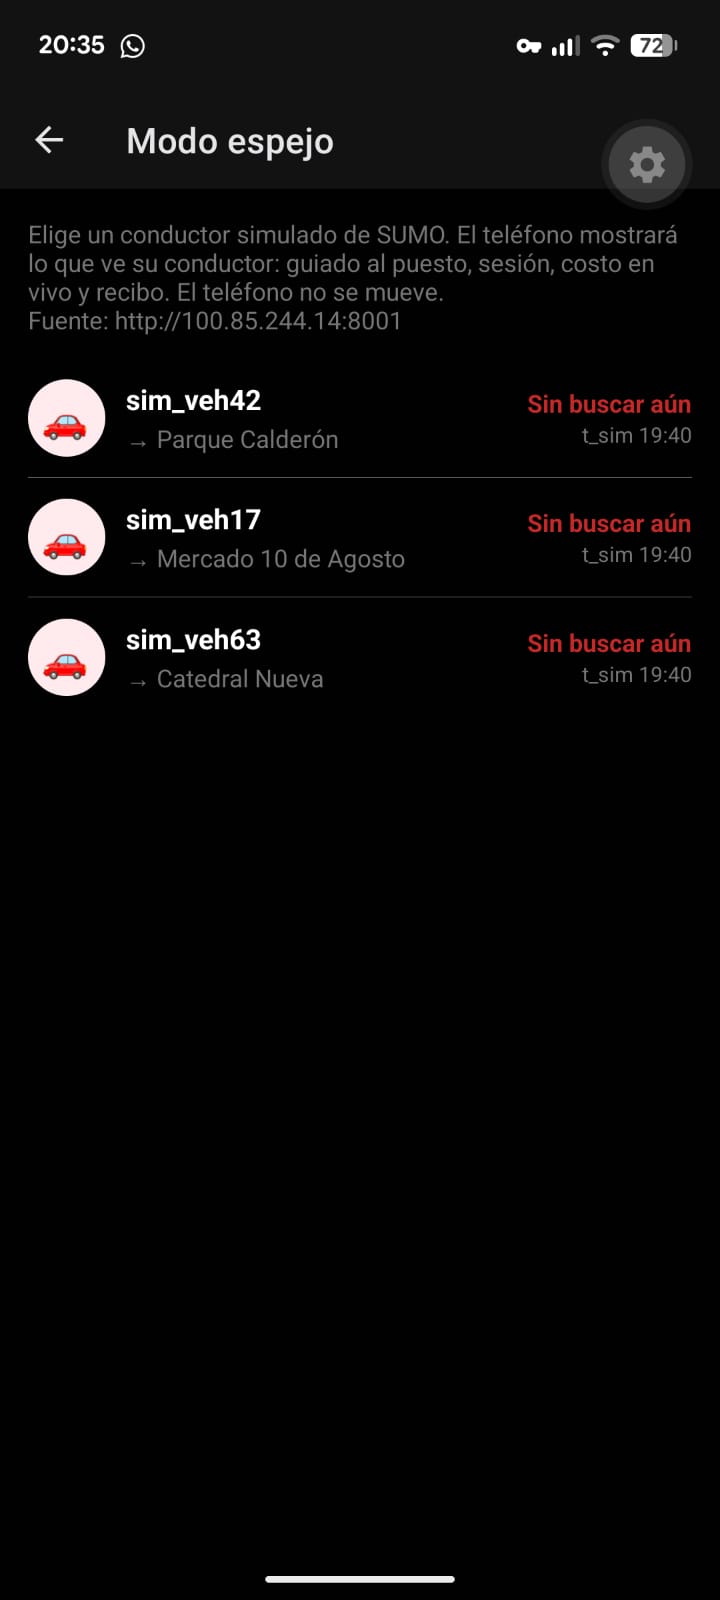 20:35
72
Modo espejo
Elige un conductor simulado de SUMO. El teléfono mostrará
lo que ve su conductor: guiado al puesto, sesión, costo en
vivo y recibo. El teléfono no se mueve.
Fuente: http://100.85.244.14:8001
sim_veh42
Sin buscar aún
→ Parque Calderón
t_sim 19:40
sim_veh17
Sin buscar aún
→ Mercado 10 de Agosto
t_sim 19:40
sim_veh63
Sin buscar aún
→ Catedral Nueva
t_sim 19:40